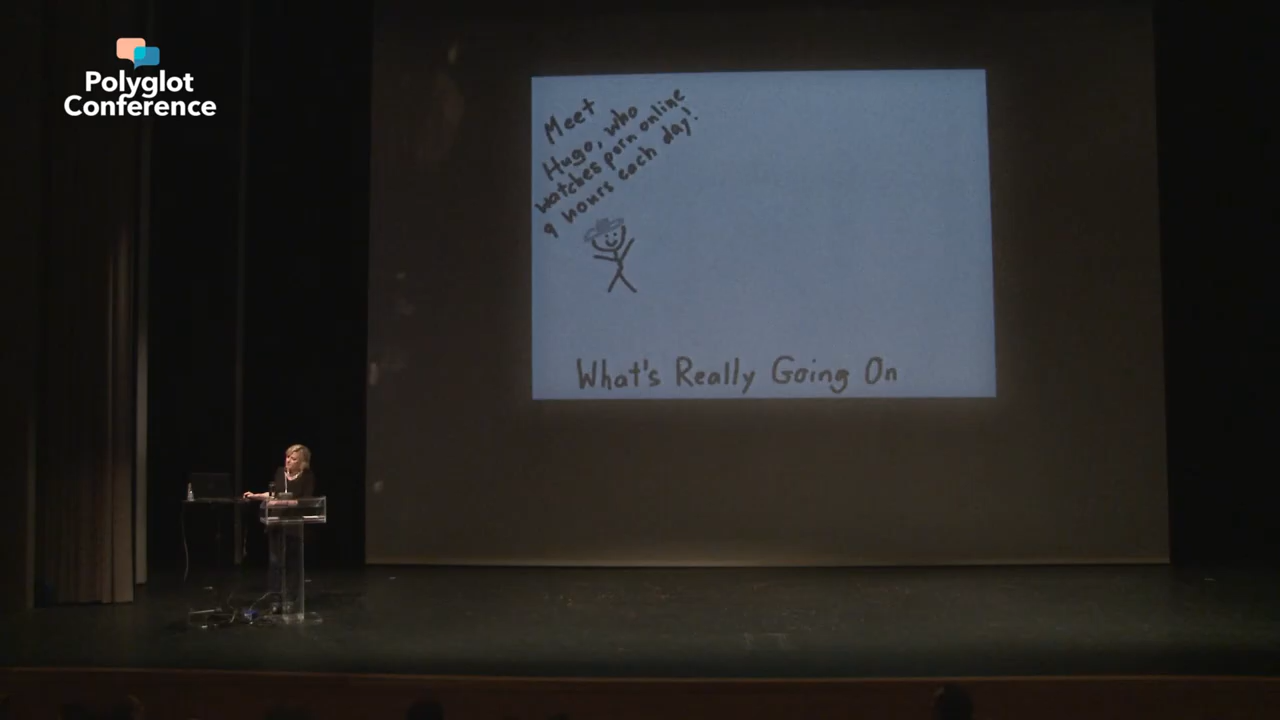 Polyglot
Conference
Meet
Hugo, who
watches porn online
9 hours each day!
What's Really Going On